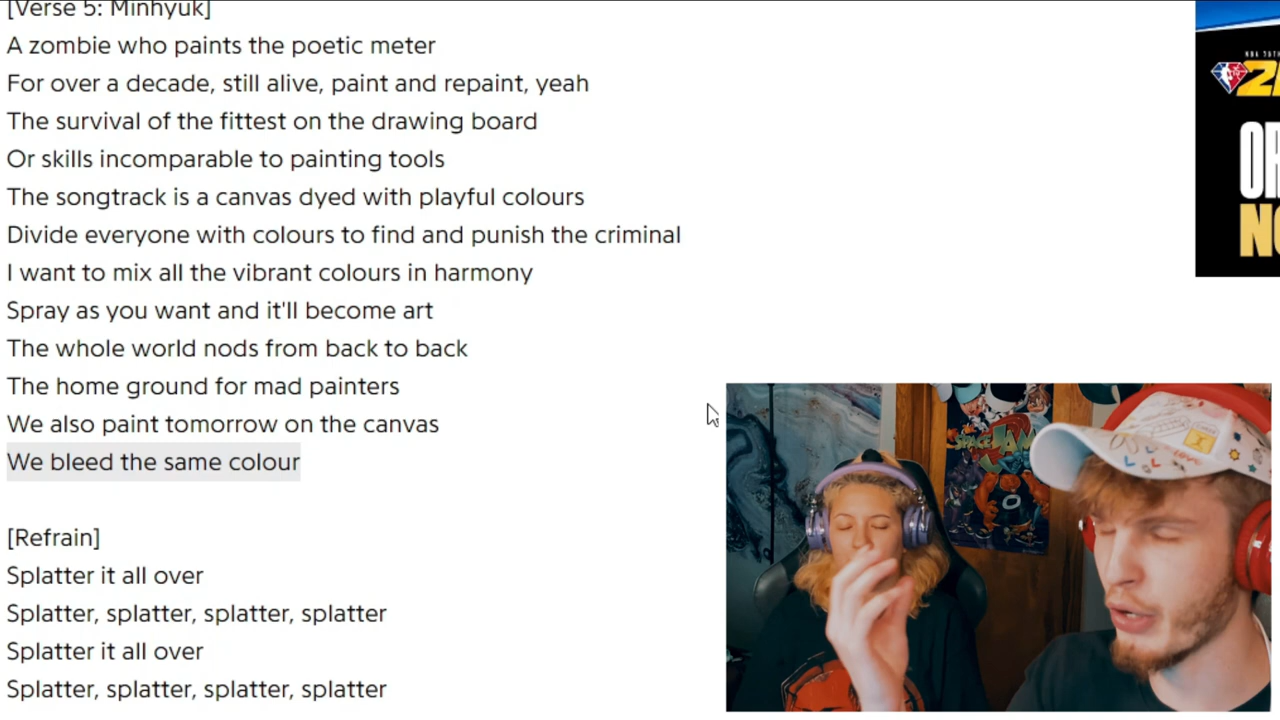 [Verse 5: Minhyuk]
A zombie who paints the poetic meter
For over a decade, still alive, paint and repaint, yeah
The survival of the fittest on the drawing board
Or skills incomparable to painting tools
The songtrack is a canvas dyed with playful colours
Divide everyone with colours to find and punish the criminal
I want to mix all the vibrant colours in harmony
Spray as you want and it'll become art
The whole world nods from back to back
The home ground for mad painters
We also paint tomorrow on the canvas
We bleed the same colour
[Refrain]
Splatter it all over
Splatter, splatter, splatter, splatter
Splatter it all over
Splatter, splatter, splatter, splatter
SPACE JAM